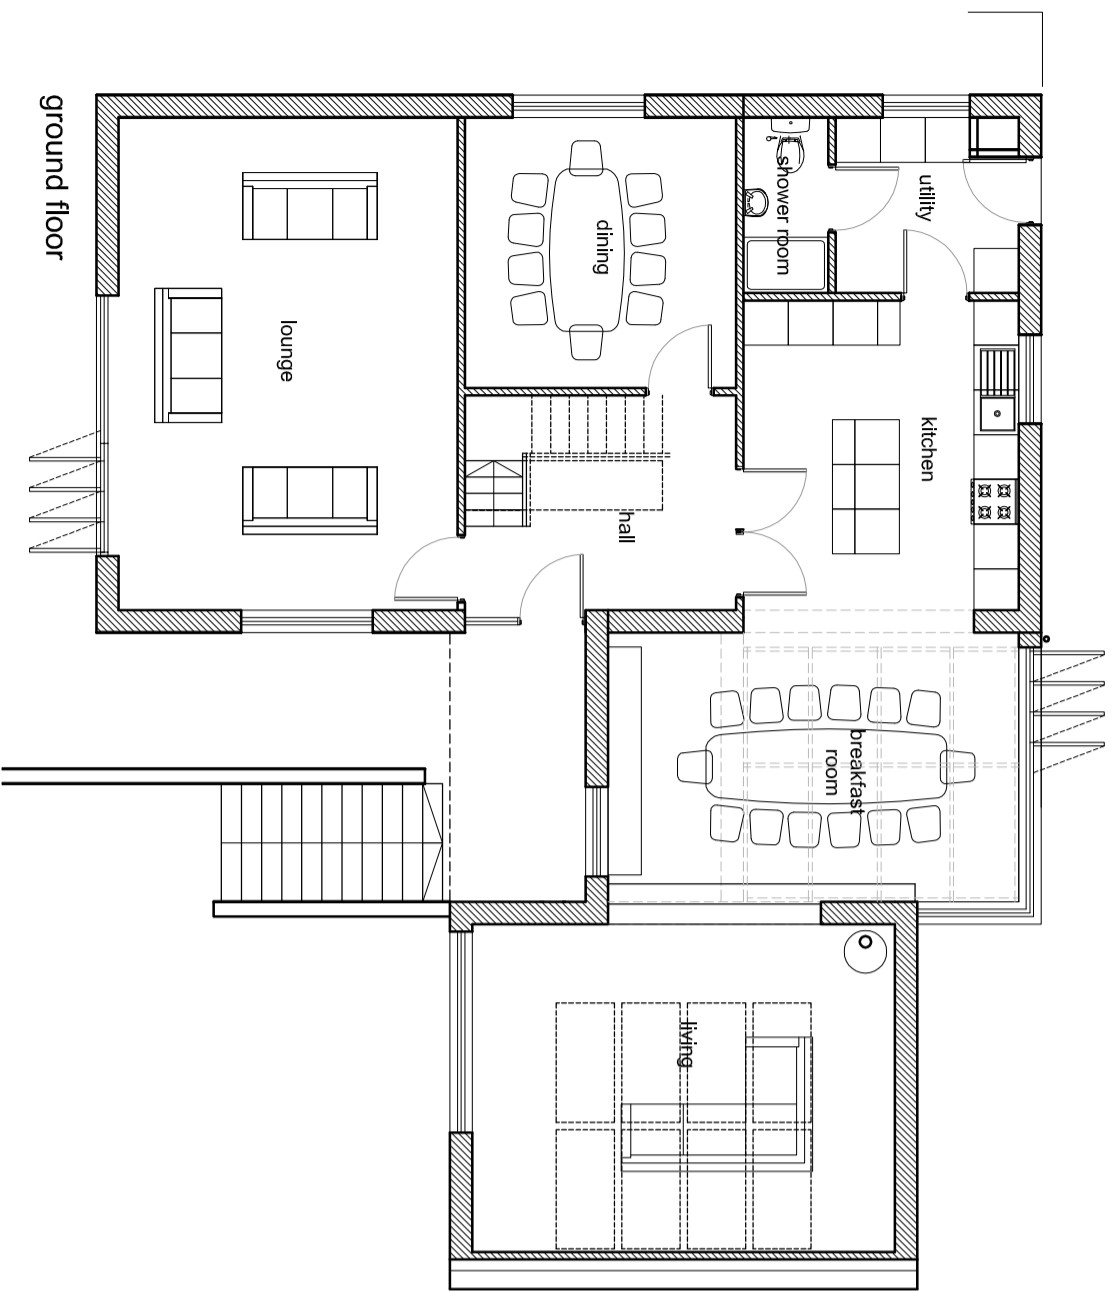 utility
shower room
kitchen
breakfast
room
dining
hall
living
lounge
ground floor